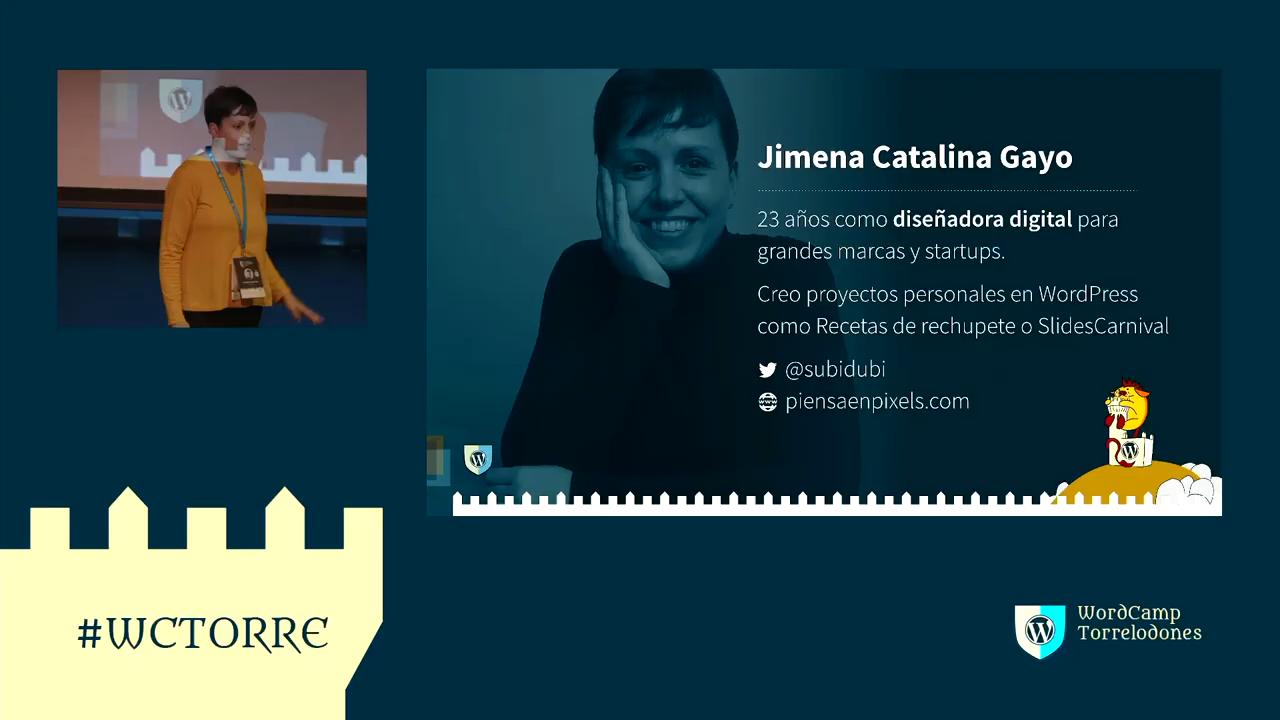 Jimena Catalina Gayo
23 años como diseñadora digital para
grandes marcas y startups.
Creo proyectos personales en WordPress
como Recetas de rechupete o SlidesCarnival
@subidubi
piensaenpixels.com
#WCTORRE
WordCamp
Torrelodones